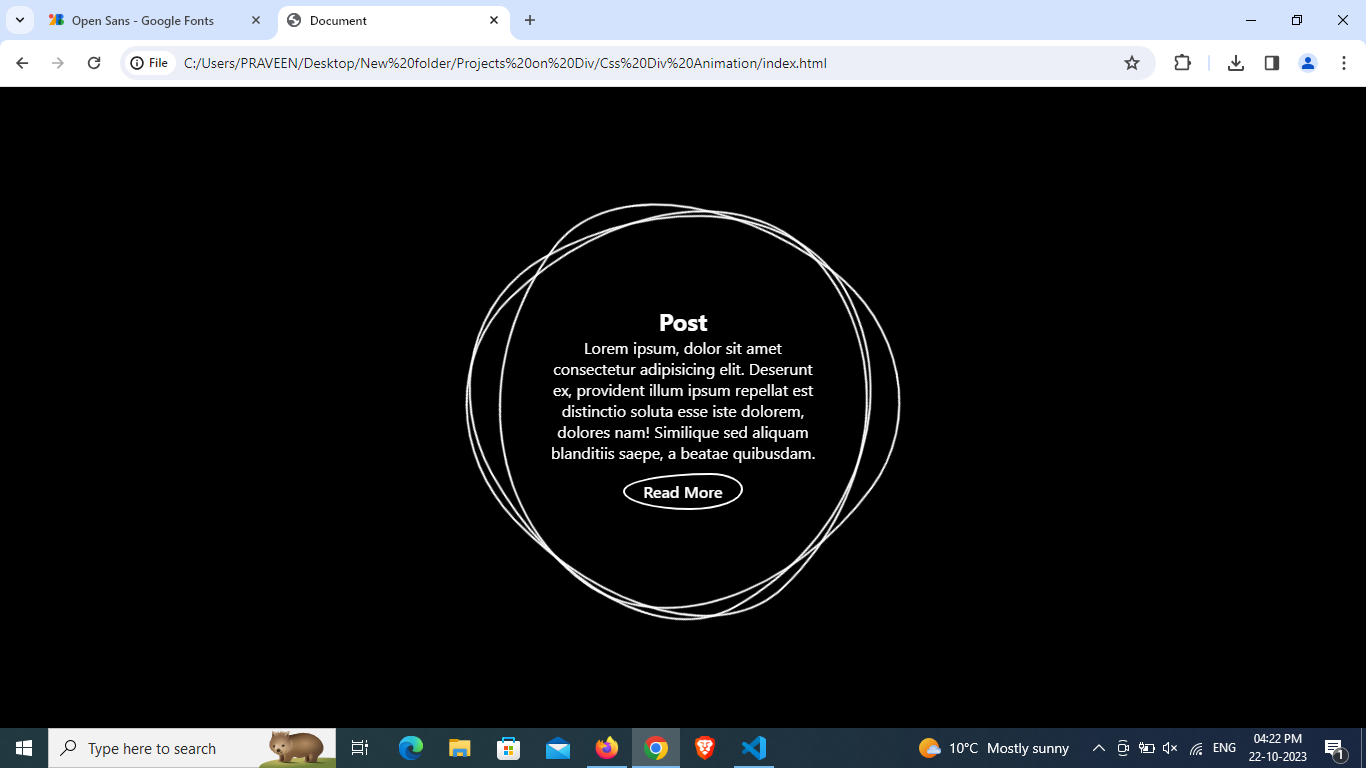 Open Sans - Google Fonts
Document
File
C:/Users/PRAVEEN/Desktop/New%20folder/Projects%20on%20Div/Css%20Div%20Animation/index.html
Post
Lorem ipsum, dolor sit amet
consectetur adipisicing elit. Deserunt
ex, provident illum ipsum repellat est
distinctio soluta esse iste dolorem,
dolores nam! Similique sed aliquam
blanditiis saepe, a beatae quibusdam.
Read More
Type here to search
10°C Mostly sunny
ENG
04:22 PM
22-10-2023
1